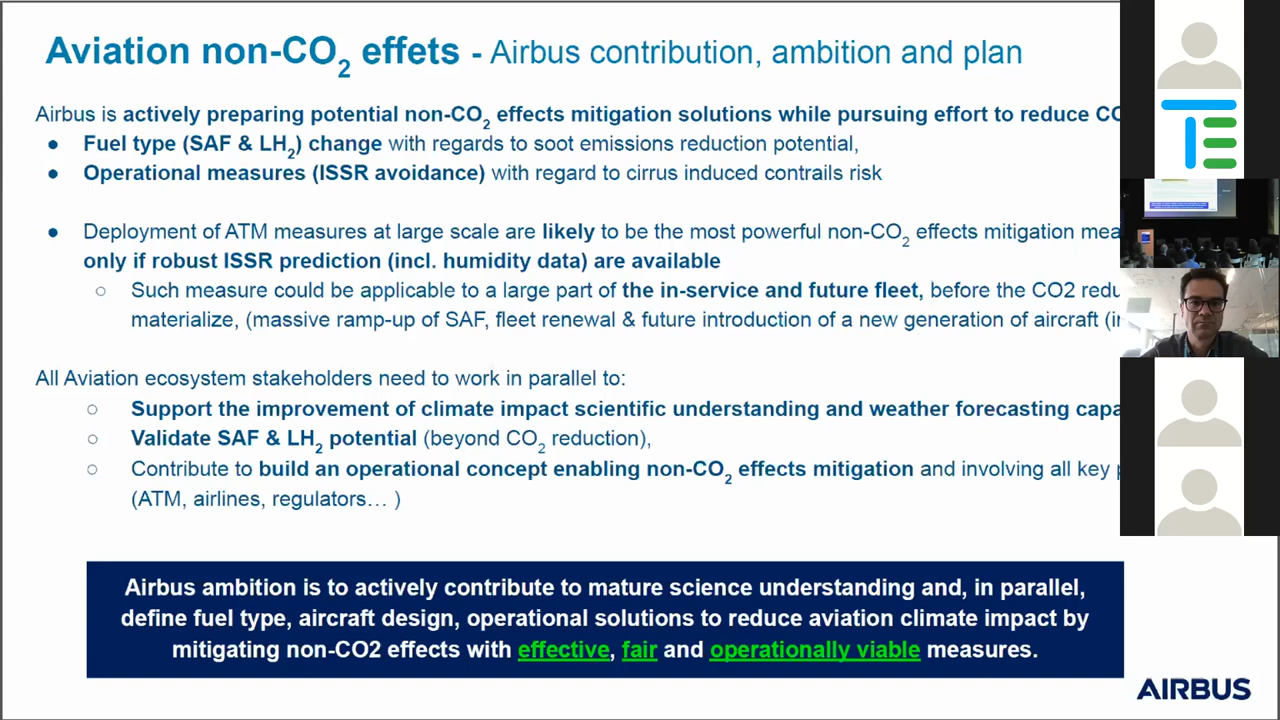 Aviation non-CO2 effets - Airbus contribution, ambition and plan
Airbus is actively preparing potential non-CO2 effects mitigation solutions while pursuing effort to reduce
● Fuel type (SAF & LH2) change with regards to soot emissions reduction potential,
● Operational measures (ISSR avoidance) with regard to cirrus induced contrails risk
● Deployment of ATM measures at large scale are likely to be the most powerful non-CO2 effects mitigation
only if robust ISSR prediction (incl. humidity data) are available
○ Such measure could be applicable to a large part of the in-service and future fleet, before the CO2
materialize, (massive ramp-up of SAF, fleet renewal & future introduction of a new generation of aircraft
All Aviation ecosystem stakeholders need to work in parallel to:
○ Support the improvement of climate impact scientific understanding and weather forecasting
○ Validate SAF & LH2 potential (beyond CO2 reduction),
○ Contribute to build an operational concept enabling non-CO2 effects mitigation and involving all key
(ATM, airlines, regulators… )
Airbus ambition is to actively contribute to mature science understanding and, in parallel,
define fuel type, aircraft design, operational solutions to reduce aviation climate impact by
mitigating non-CO2 effects with effective, fair and operationally viable measures.
AIRBUS
TE